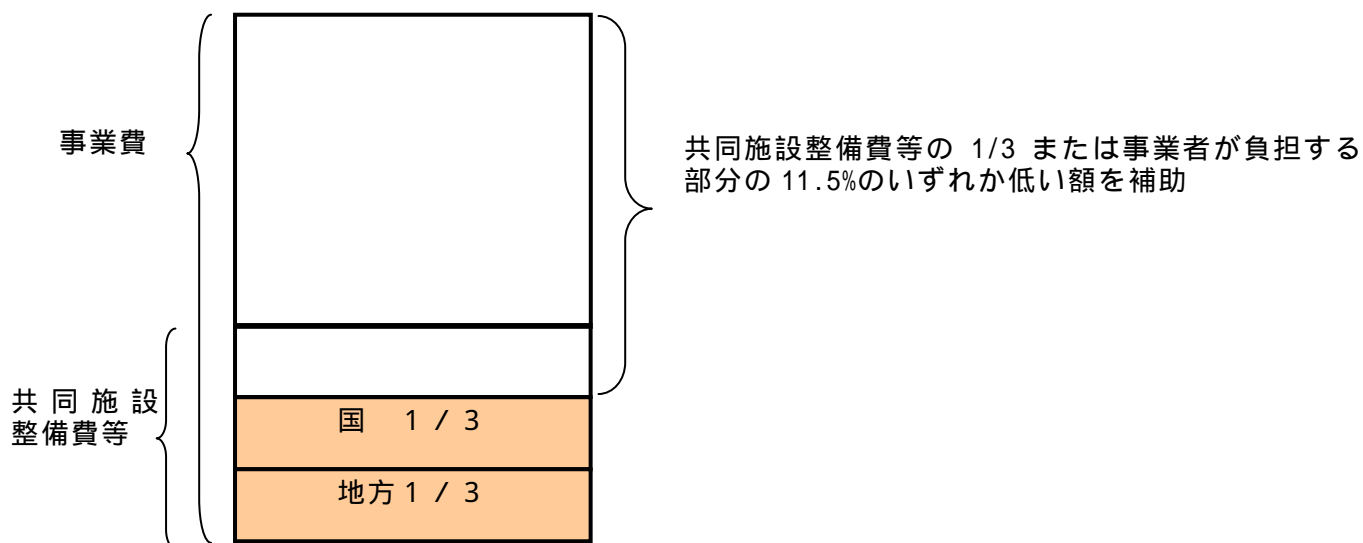 事業費
共同施設整備費等の 1/3 または事業者が負担する
部分の 11.5%のいずれか低い額を補助
共 同 施 設
整備費等
国 1 / 3
地方 1 / 3